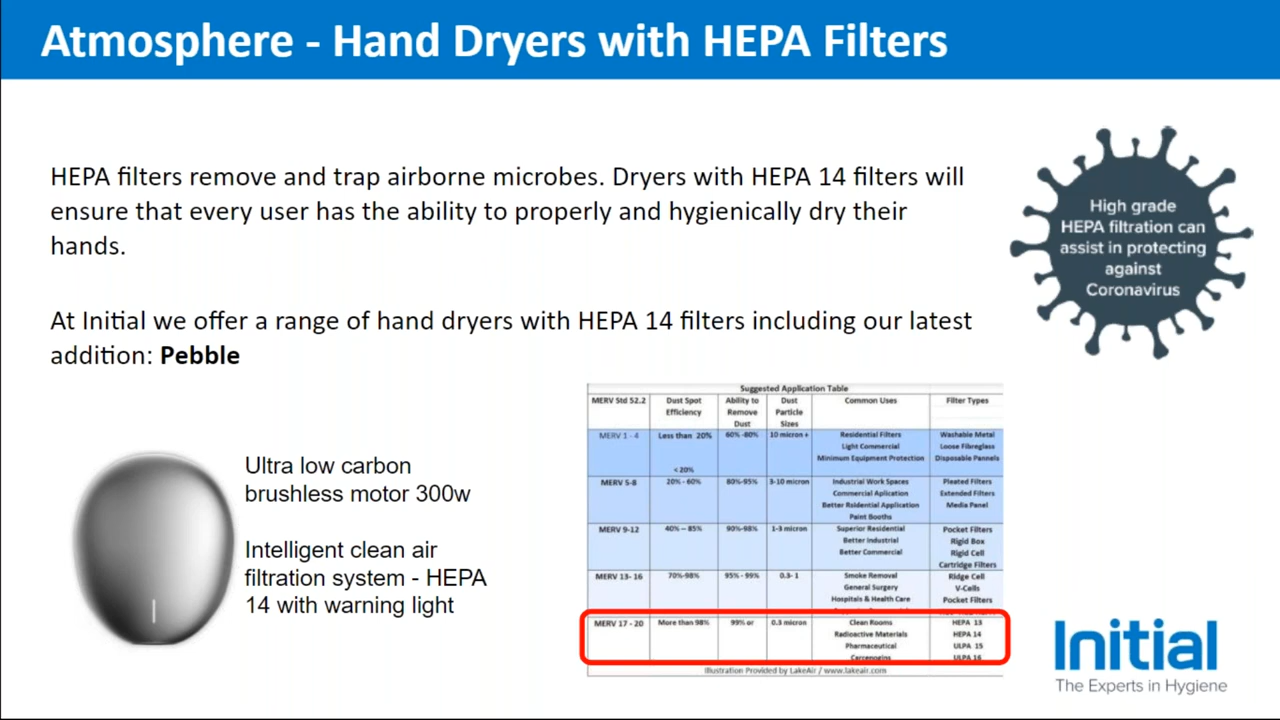 Atmosphere - Hand Dryers with HEPA Filters
HEPA filters remove and trap airborne microbes. Dryers with HEPA 14 filters will
ensure that every user has the ability to properly and hygienically dry their
hands.
At Initial we offer a range of hand dryers with HEPA 14 filters including our latest
addition: Pebble
High grade
HEPA filtration can
assist in protecting
against
Coronavirus
Ultra low carbon
brushless motor 300w
Intelligent clean air
filtration system - HEPA
14 with warning light
Suggested Application Table
MERV Std 52.2 Dust Spot Efficiency Ability to Remove Dust Dust Particle Sizes Common Uses Filter Types
MERV 1 - 4 Less than 20% <20% 60% -80% 10 micron + Residential Filters Light Commercial Minimum Equipment Protection Washable Metal Loose Fibreglass Disposable Pannels
MERV 5-8 20% - 60% 80%-95% 3-10 micron Industrial Work Spaces Commercial Aplication Better Rsidential Application Paint Booths Pleated Filters Extended Filters Media Panel
MERV 9-12 40% – 85% 90%-98% 1-3 micron Superior Residential Better Industrial Better Commercial Pocket Filters Rigid Box Rigid Cell Cartridge Filters
MERV 13- 16 70%-98% 95% - 99% 0.3- 1 Smoke Removal General Surgery Hospitals & Health Care Ridge Cell V-Cells Pocket Filters
MERV 17 - 20 More than 98% 99% or 0.3 micron Clean Rooms Radioactive Materials Pharmaceutical Carcenogins HEPA 13 HEPA 14 ULPA 15 ULPA 16
Illustration Provided by LakeAir / www.lakeair.com
Initial
The Experts in Hygiene